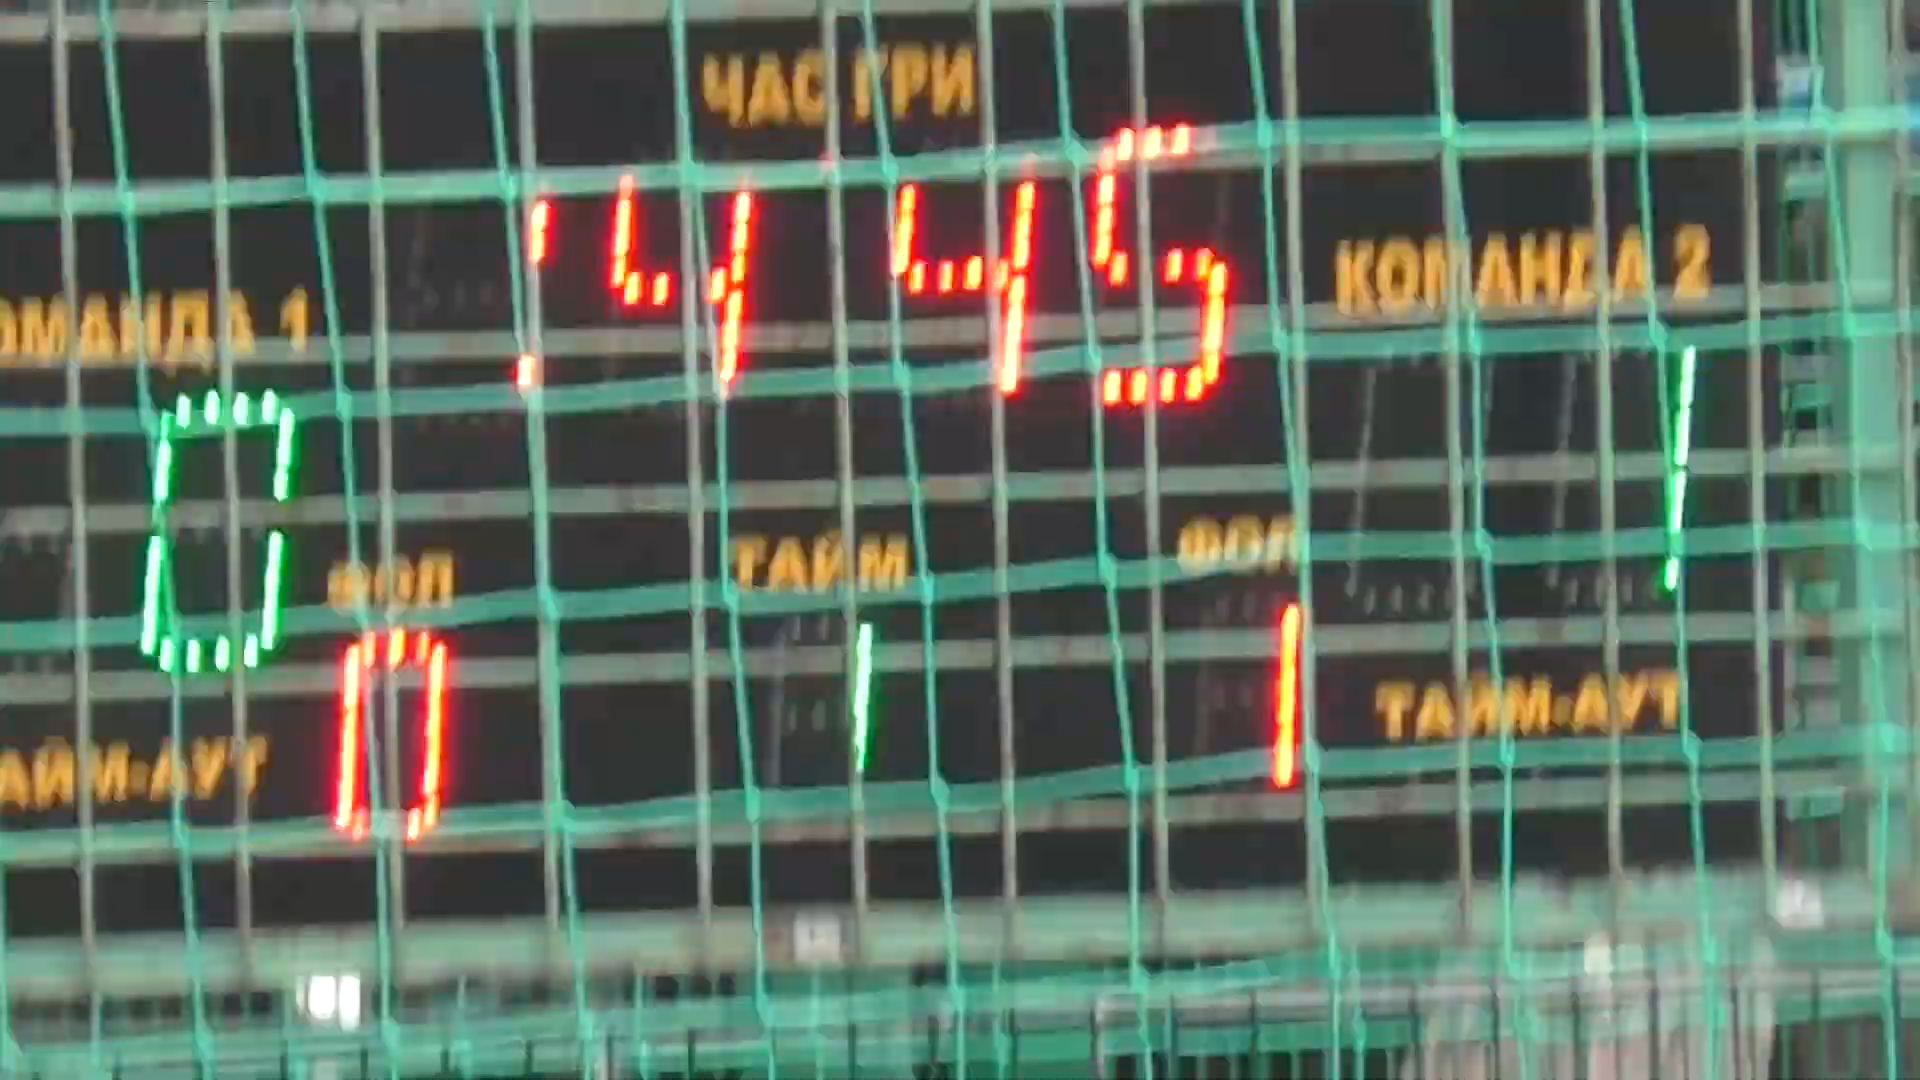 ЧАС ГРИ
14 45
ОМАНДА 1
КОМАНДА 2
0
1
ФОЛ
ТАЙМ
ФОЛ
0
1
1
АЙМ-АУТ
ТАЙМ-АУТ